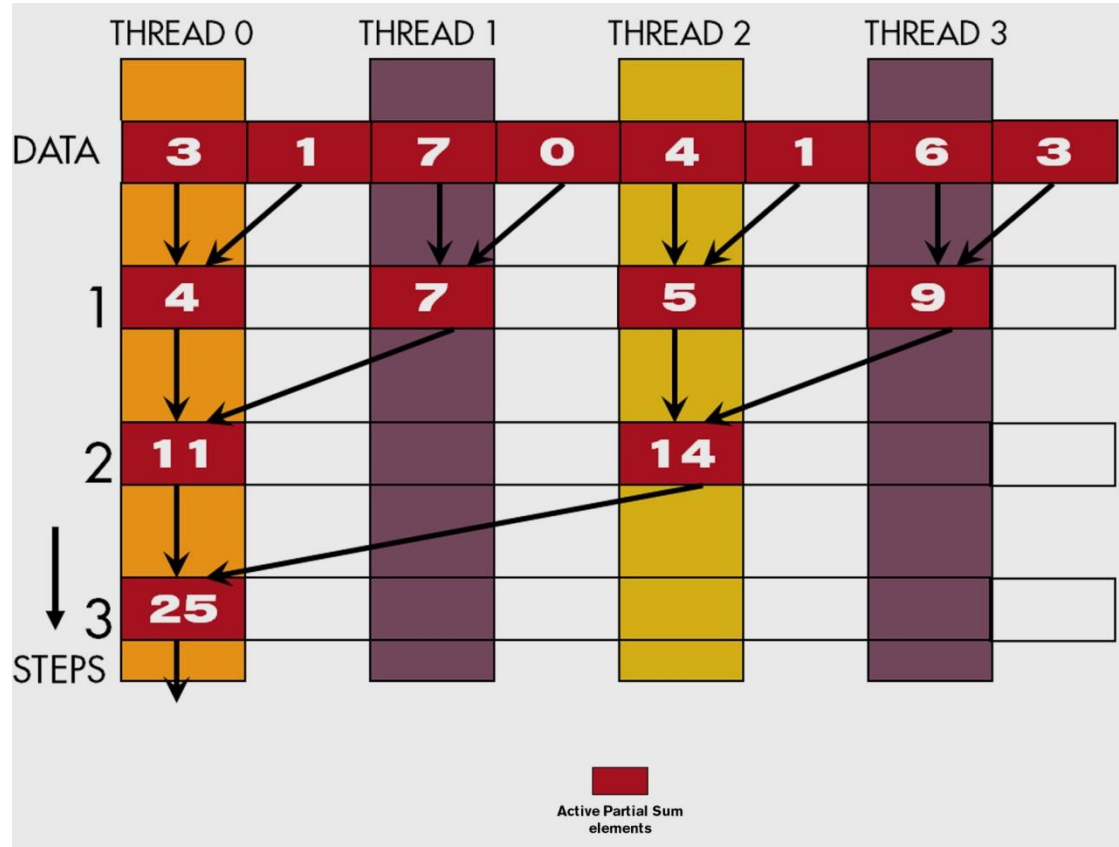 THREAD 0 THREAD 1 THREAD 2 THREAD 3
DATA 3 1 7 0 4 1 6 3
1 4 7 5 9
2 11 14
3 25
STEPS
Active Partial Sum
elements